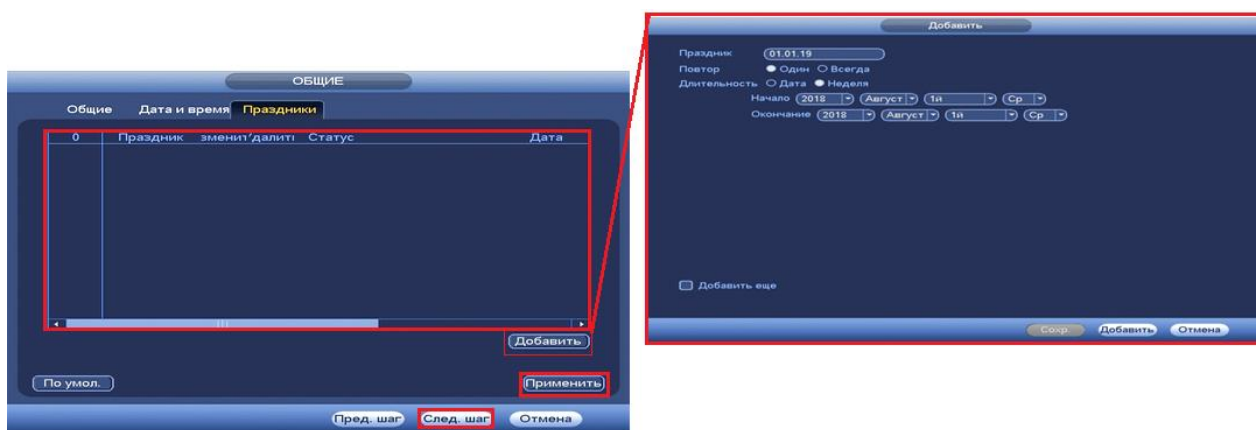 ОБЩИЕ
Общие Дата и время Праздники
0 Праздник зменит'далиті Статус Дата
Добавить
По умол. Применить
Пред. шаг След. шаг Отмена
Добавить
Праздник 01.01.19
Повтор Один Всегда
Длительность Дата Неделя
Начало 2018 Август 1й Ср
Окончание 2018 Август 1й Ср
Добавить еще
Сохр. Добавить Отмена